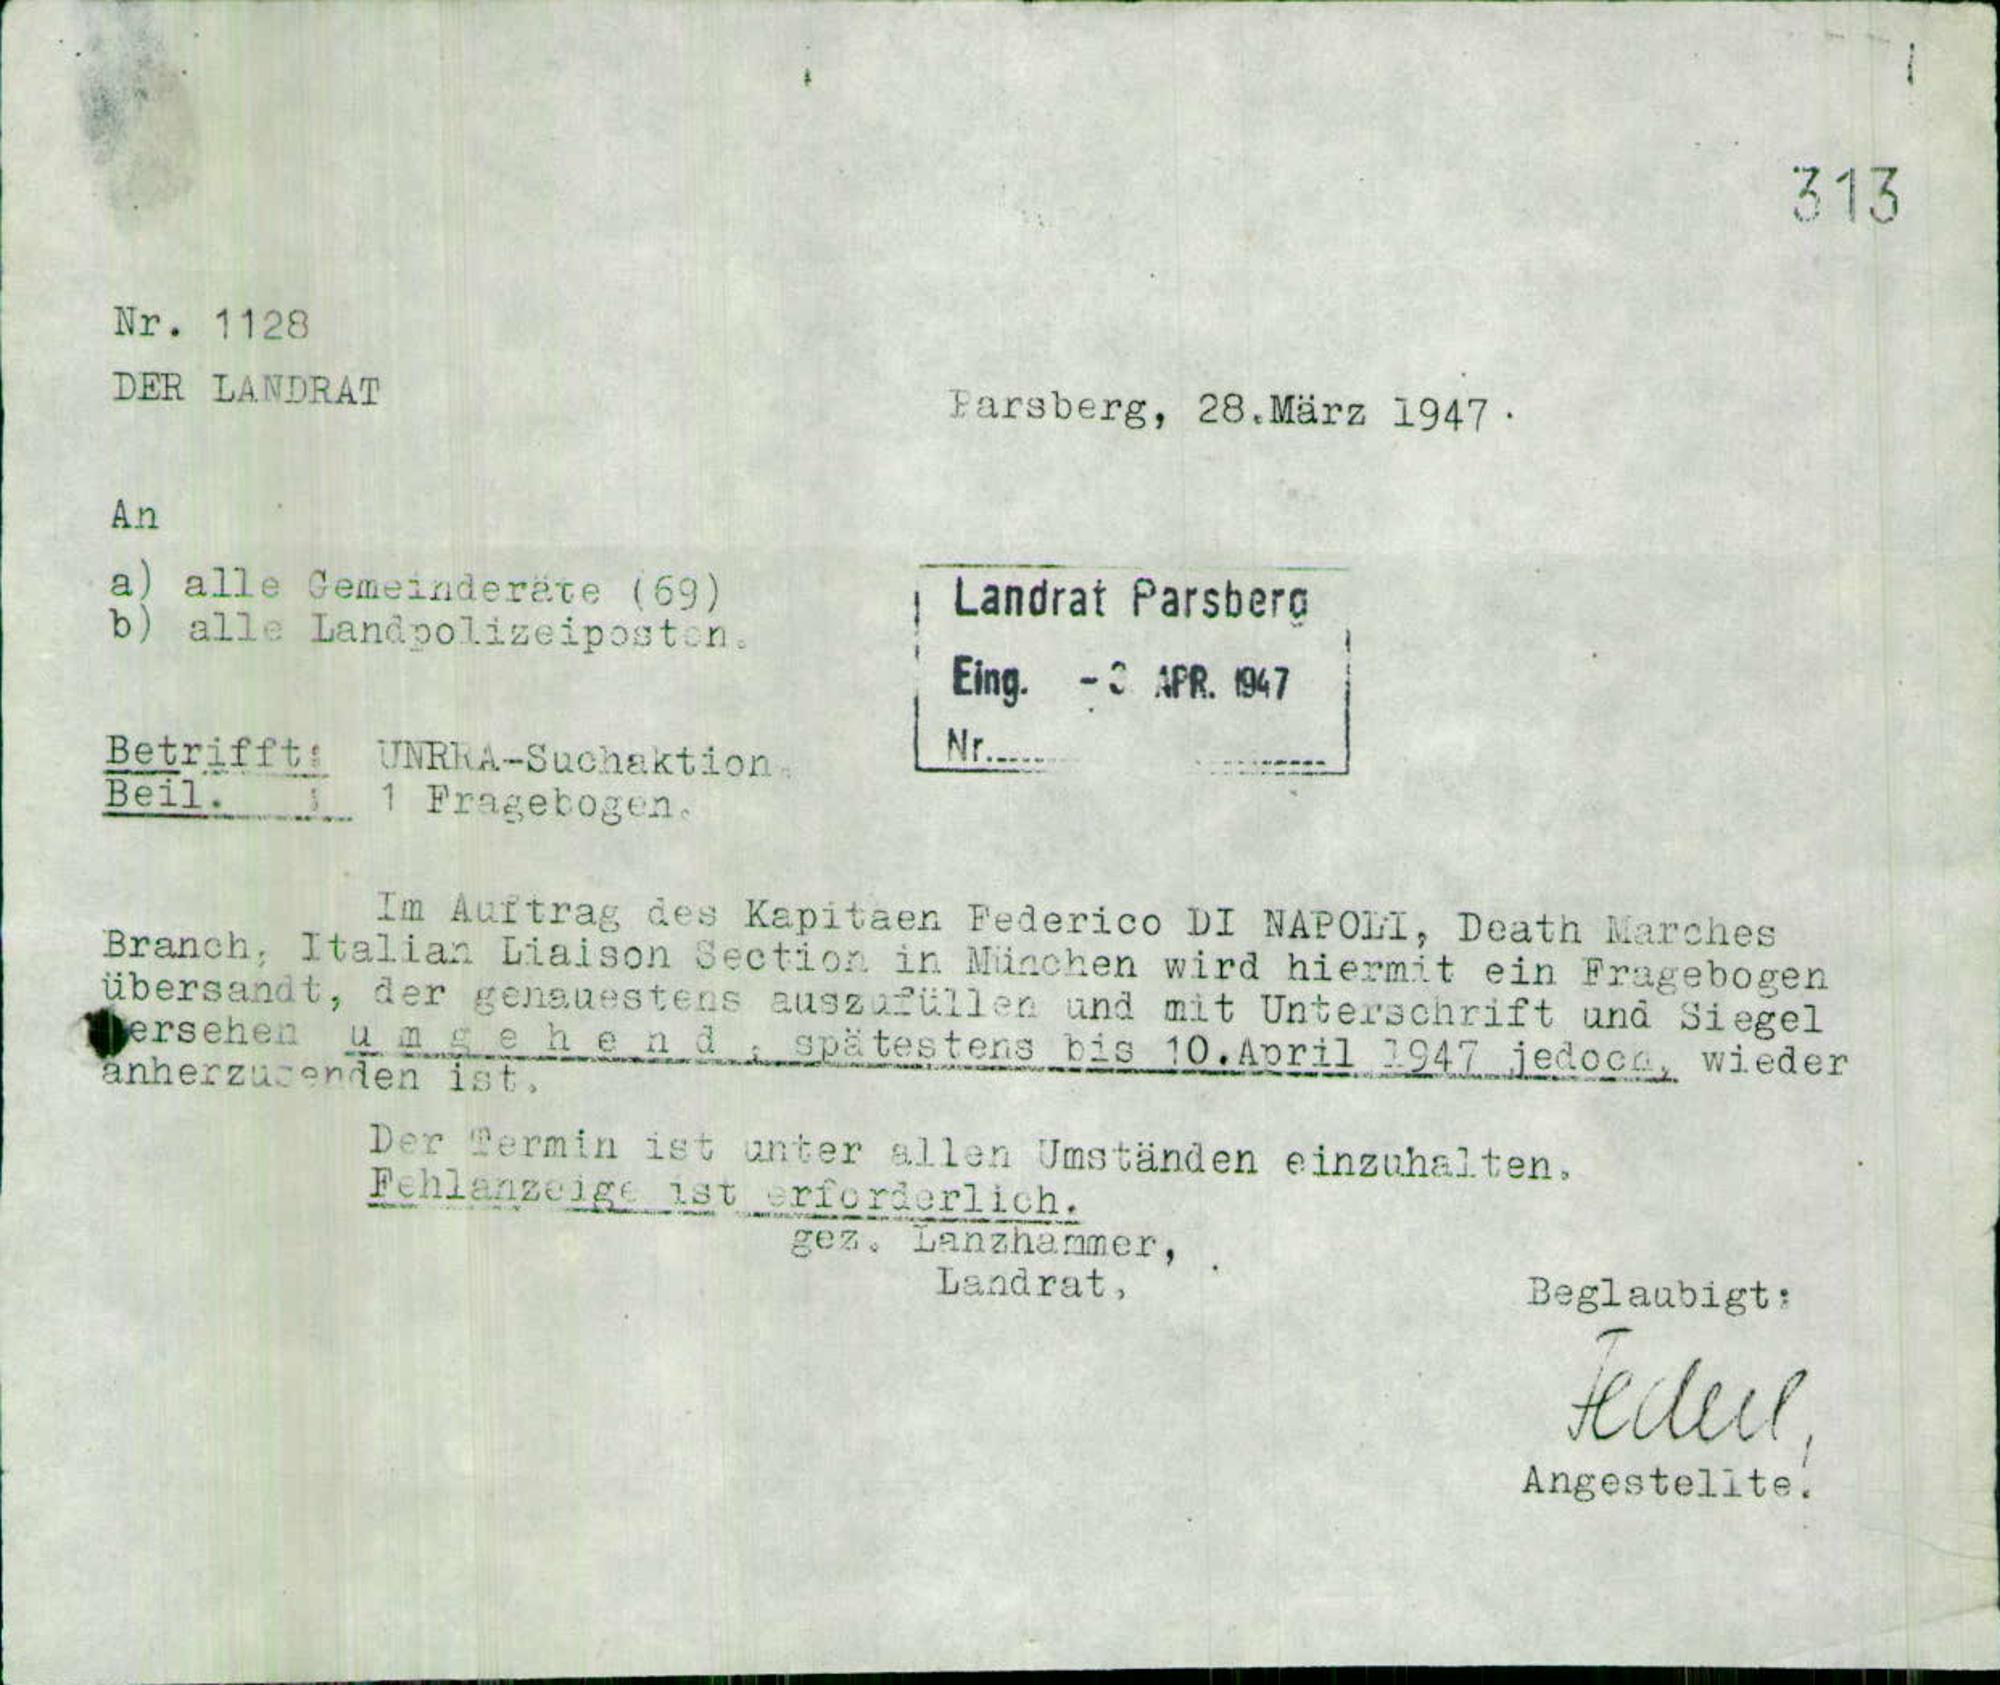 313
Nr. 1128
DER LANDRAT
Parsberg, 28.März 1947.
An
a) alle Gemeinderäte (69)
b) alle Landpolizeiposten.
Landrat Parsberg
Eing. - APR. 1947
Nr.
Betrifft: UNRRA-Suchaktion.
Beil. : 1 Fragebogen.
Im Auftrag des Kapitaen Federico DI NAPOLI, Death Marches
Branch, Italian Liaison Section in München wird hiermit ein Fragebogen
übersandt, der genauestens auszufüllen und mit Unterschrift und Siegel
versehen u m g e h e n d , spätestens bis 10.April 1947 jedoch, wieder
anherzusenden ist.
Der Termin ist unter allen Umständen einzuhalten.
Fehlanzeige ist erforderlich.
gez. Lanzhammer,
Landrat,
Beglaubigt:
Angestellte.